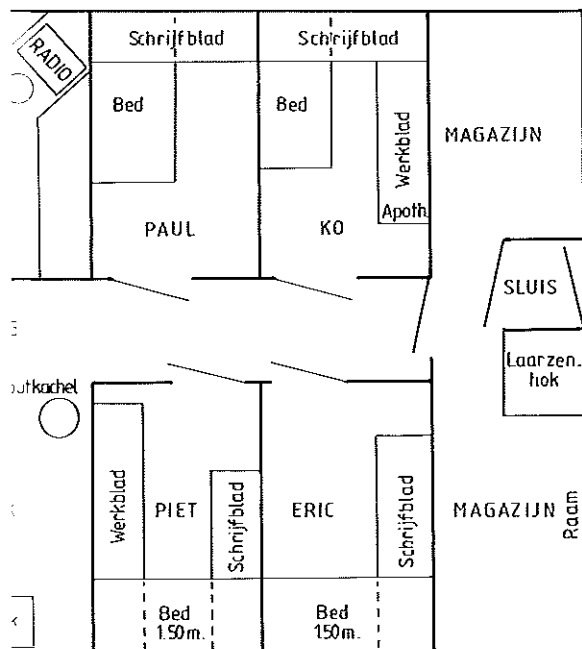 RADIO
Schrijfblad
Schrijfblad
Bed
Bed
Werkblad
MAGAZIJN
Apoth.
PAUL
KO
SLUIS
Laarzen-
hok
Werkblad
PIET
Schrijfblad
ERIC
Schrijfblad
MAGAZIJN
Raam
Bed
1.50m.
Bed
150m.